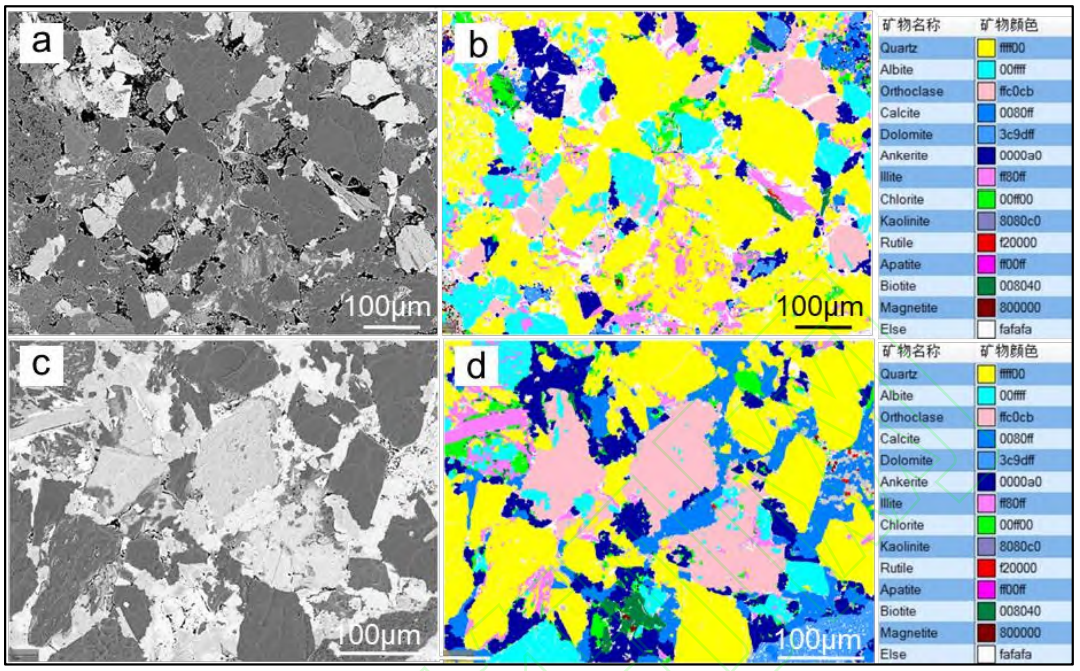 a
100μm
b
100μm
矿物名称 矿物颜色
Quartz ffff00
Albite 00ffff
Orthoclase ffc0cb
Calcite 0080ff
Dolomite 3c9dff
Ankerite 0000a0
Illite ff80ff
Chlorite 00ff00
Kaolinite 8080c0
Rutile f20000
Apatite ff00ff
Biotite 008040
Magnetite 800000
Else fafafa
c
100μm
d
100μm
矿物名称 矿物颜色
Quartz ffff00
Albite 00ffff
Orthoclase ffc0cb
Calcite 0080ff
Dolomite 3c9dff
Ankerite 0000a0
Illite ff80ff
Chlorite 00ff00
Kaolinite 8080c0
Rutile f20000
Apatite ff00ff
Biotite 008040
Magnetite 800000
Else fafafa